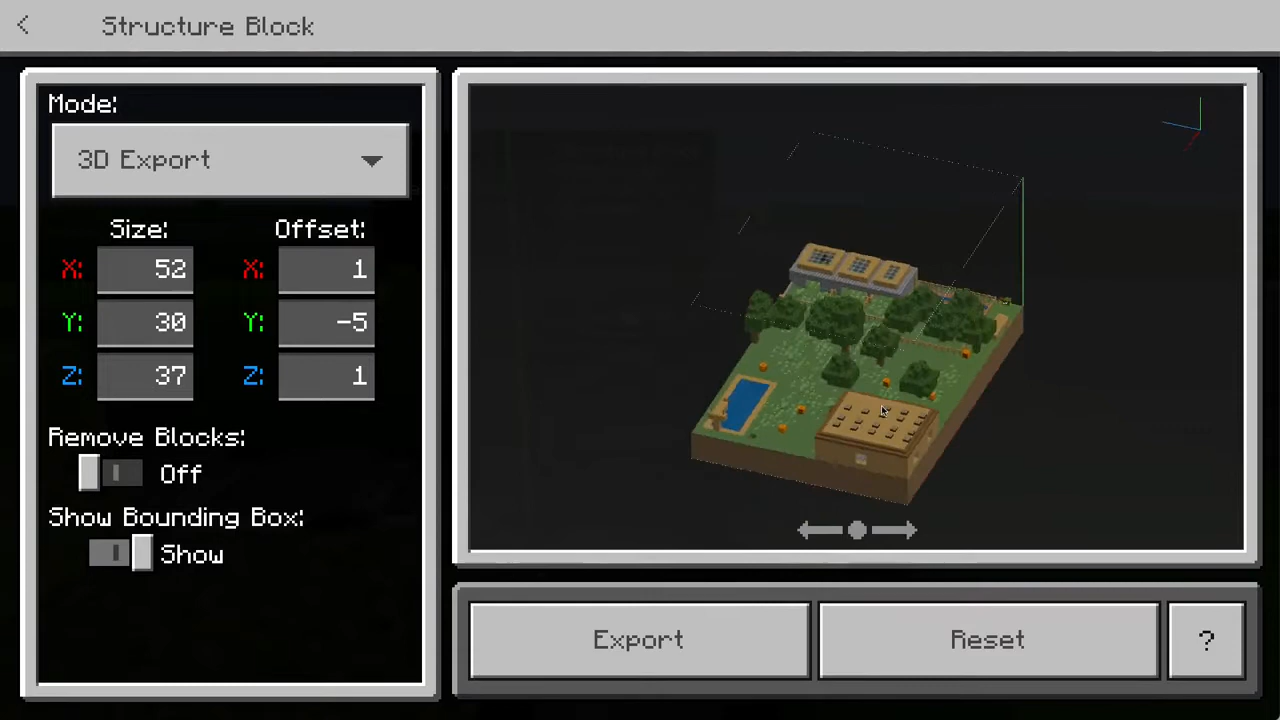 Structure Block
Mode:
3D Export
Size: Offset:
X: 52 X: 1
Y: 30 Y: -5
Z: 37 Z: 1
Remove Blocks:
Off
Show Bounding Box:
Show
Export Reset ?